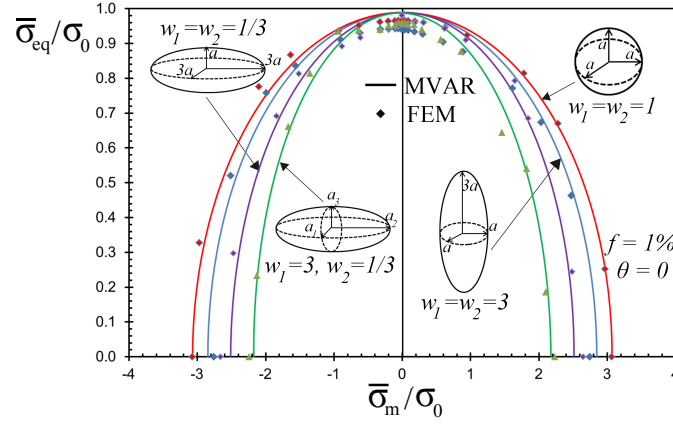 σ̅eq/σ0
1.0
0.9
0.8
0.7
0.6
0.5
0.4
0.3
0.2
0.1
0.0
w1=w2=1/3
a
3a
3a
MVAR
FEM
a
a
a
w1=w2=1
a3
a1
a2
w1=3, w2=1/3
3a
a
a
w1=w2=3
f = 1%
θ = 0
-4 -3 -2 -1 0 1 2 3 4
σ̅m/σ0